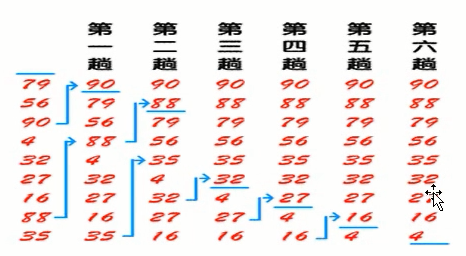 第一趟 第二趟 第三趟 第四趟 第五趟 第六趟
79 90 90 90 90 90 90
56 79 88 88 88 88 88
90 56 79 79 79 79 79
4 88 56 56 56 56 56
32 4 35 35 35 35 35
27 32 4 32 32 32 32
16 27 32 4 27 27
88 16 27 27 4 16 16
35 35 16 16 16 4 4